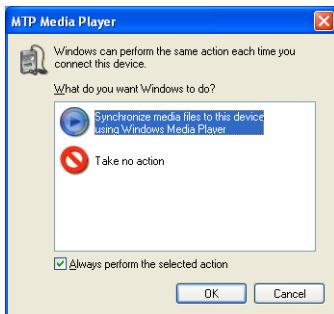 MTP Media Player
Windows can perform the same action each time you
connect this device.
What do you want Windows to do?
Synchronize media files to this device
using Windows Media Player
Take no action
Always perform the selected action
OK
Cancel